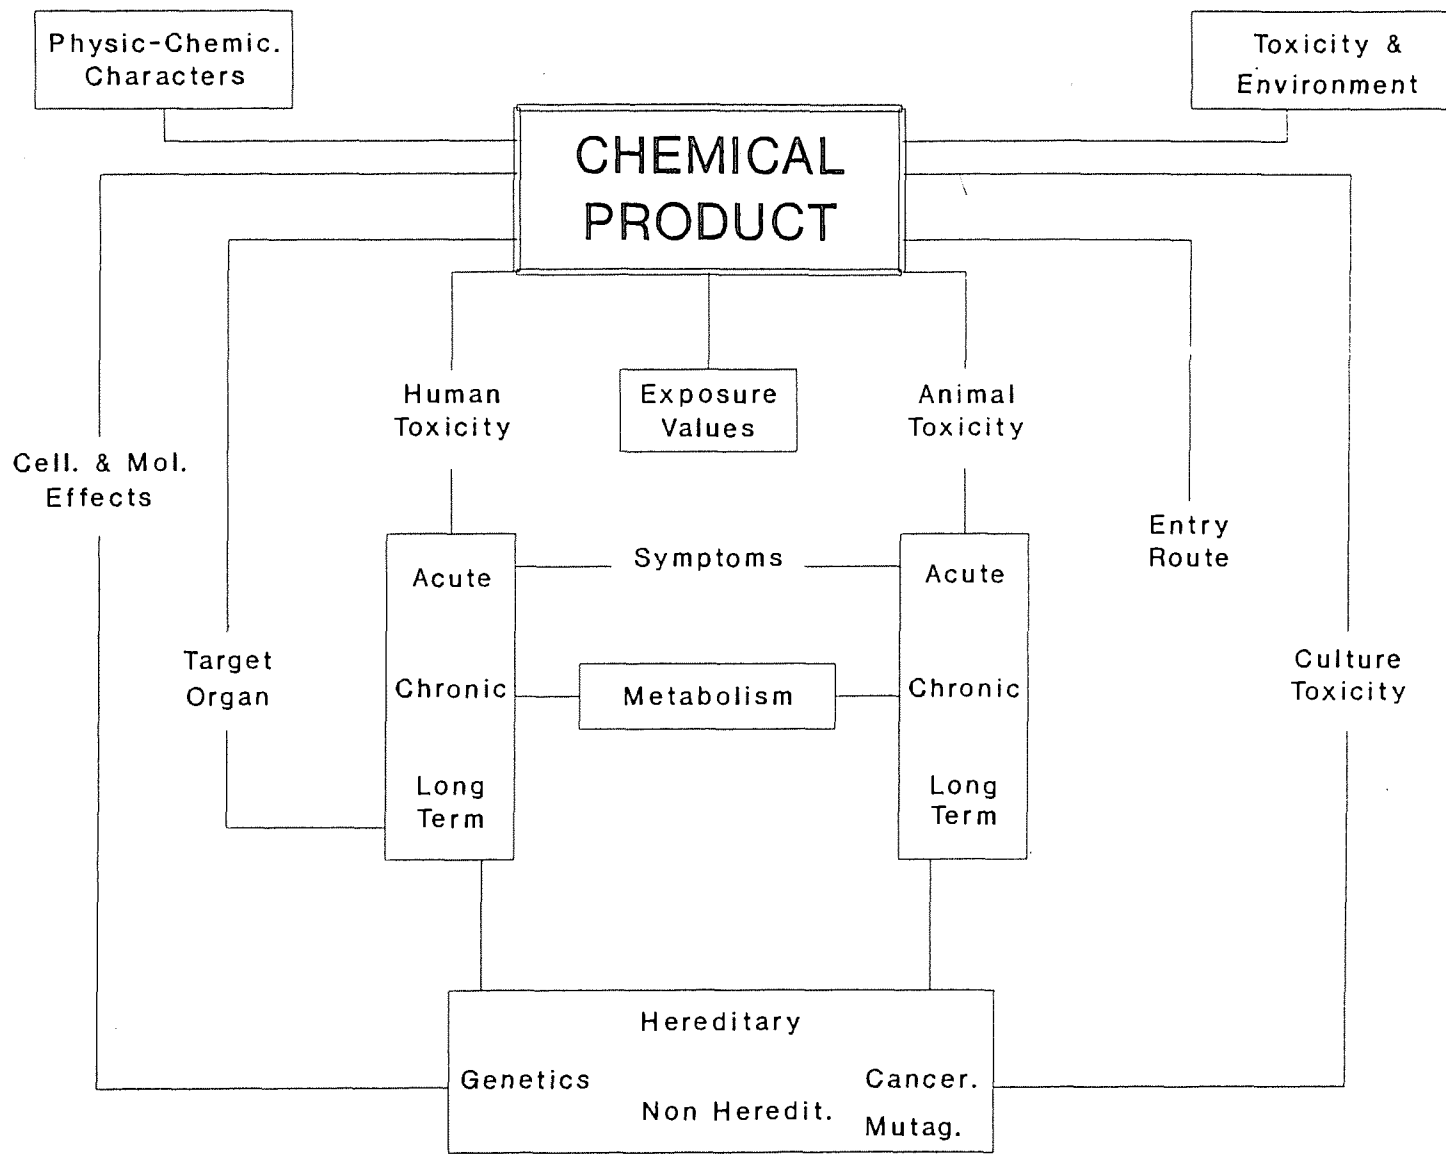 Physic-Chemic.
Characters
Toxicity &
Environment
CHEMICAL
PRODUCT
Human
Toxicity
Exposure
Values
Animal
Toxicity
Cell. & Mol.
Effects
Entry
Route
Symptoms
Acute
Acute
Target
Organ
Chronic
Metabolism
Chronic
Culture
Toxicity
Long
Term
Long
Term
Hereditary
Genetics
Cancer.
Non Heredit.
Mutag.